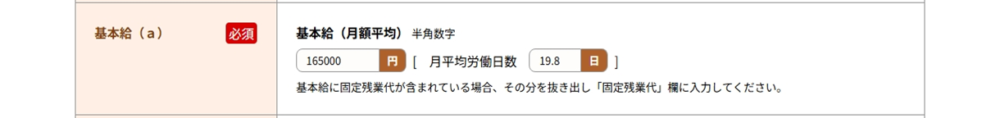 基本給（ａ） 必須
基本給（月額平均） 半角数字
165000 円 [ 月平均労働日数 19.8 日 ]
基本給に固定残業代が含まれている場合、その分を抜き出し「固定残業代」欄に入力してください。